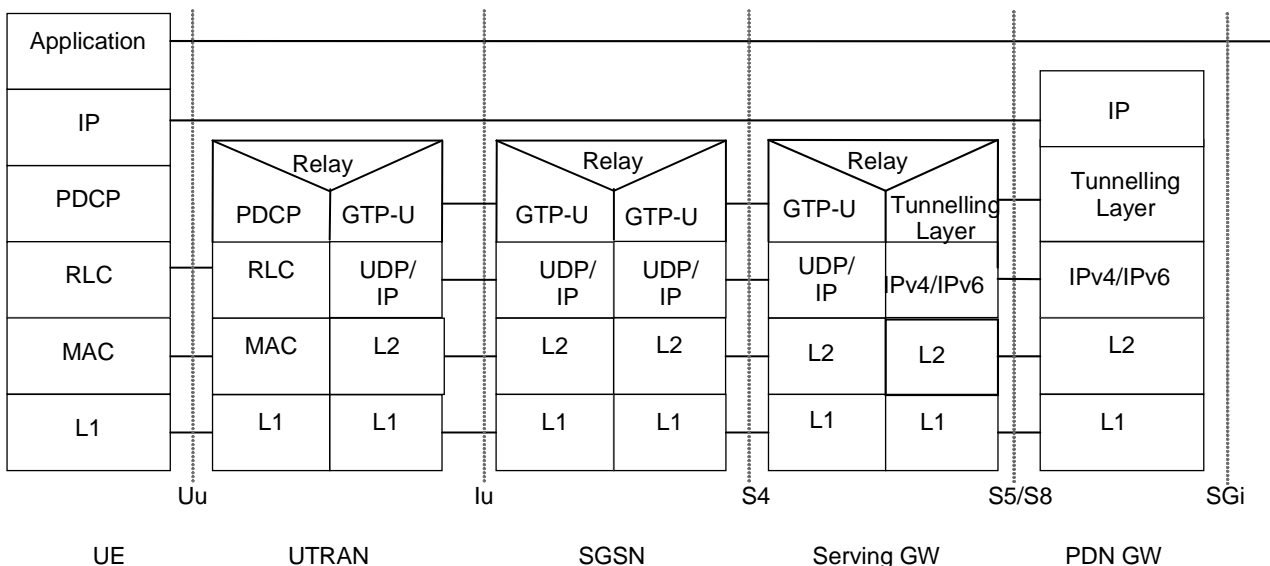 Application
IP
IP
Relay
Relay
Relay
PDCP
PDCP
GTP-U
GTP-U
GTP-U
GTP-U
Tunnelling
Layer
Tunnelling
Layer
RLC
RLC
UDP/
IP
UDP/
IP
UDP/
IP
UDP/
IP
IPv4/IPv6
IPv4/IPv6
MAC
MAC
L2
L2
L2
L2
L2
L2
L1
L1
L1
L1
L1
L1
L1
L1
Uu
Iu
S4
S5/S8
SGi
UE
UTRAN
SGSN
Serving GW
PDN GW